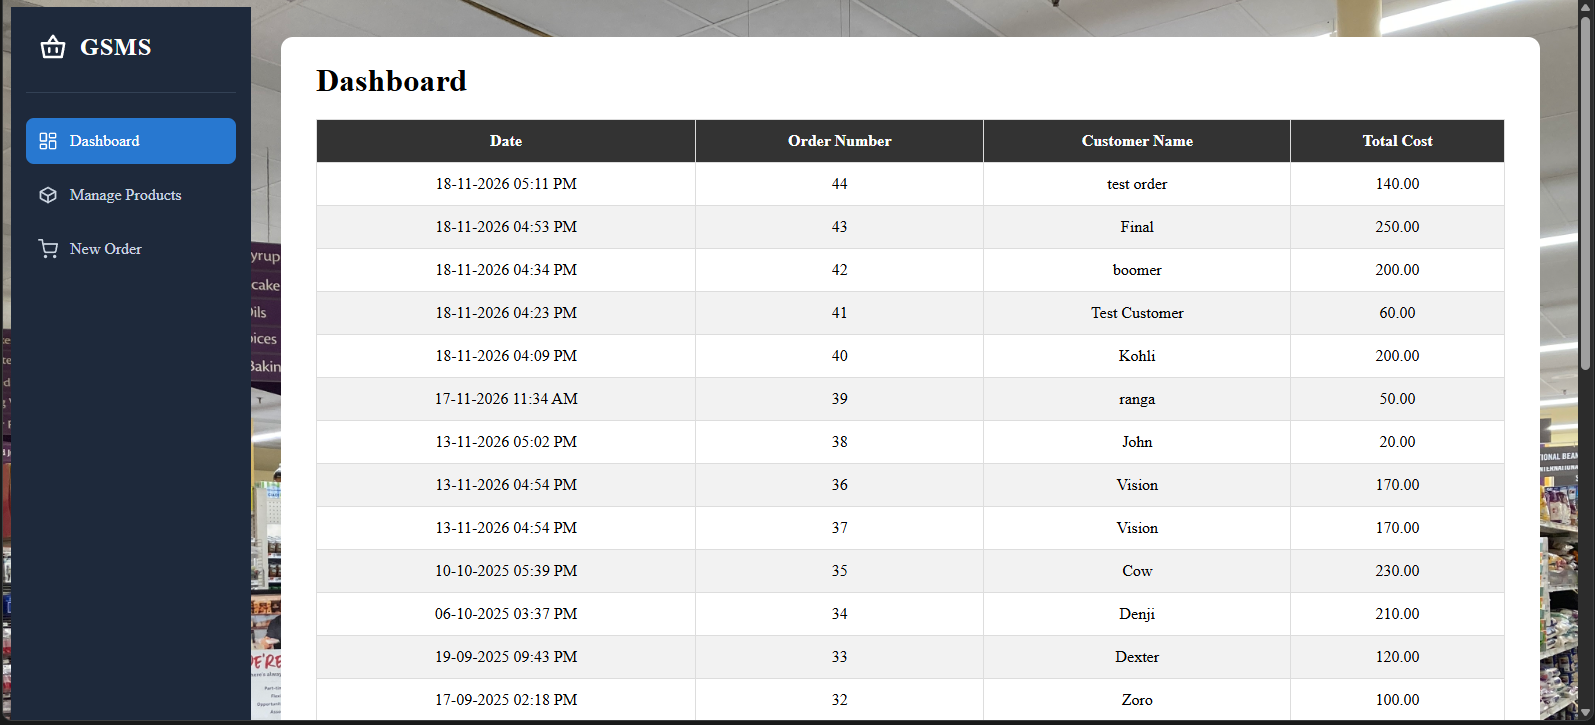 GSMS
Dashboard
Manage Products
New Order
Dashboard
Date Order Number Customer Name Total Cost
18-11-2026 05:11 PM 44 test order 140.00
18-11-2026 04:53 PM 43 Final 250.00
18-11-2026 04:34 PM 42 boomer 200.00
18-11-2026 04:23 PM 41 Test Customer 60.00
18-11-2026 04:09 PM 40 Kohli 200.00
17-11-2026 11:34 AM 39 ranga 50.00
13-11-2026 05:02 PM 38 John 20.00
13-11-2026 04:54 PM 36 Vision 170.00
13-11-2026 04:54 PM 37 Vision 170.00
10-10-2025 05:39 PM 35 Cow 230.00
06-10-2025 03:37 PM 34 Denji 210.00
19-09-2025 09:43 PM 33 Dexter 120.00
17-09-2025 02:18 PM 32 Zoro 100.00